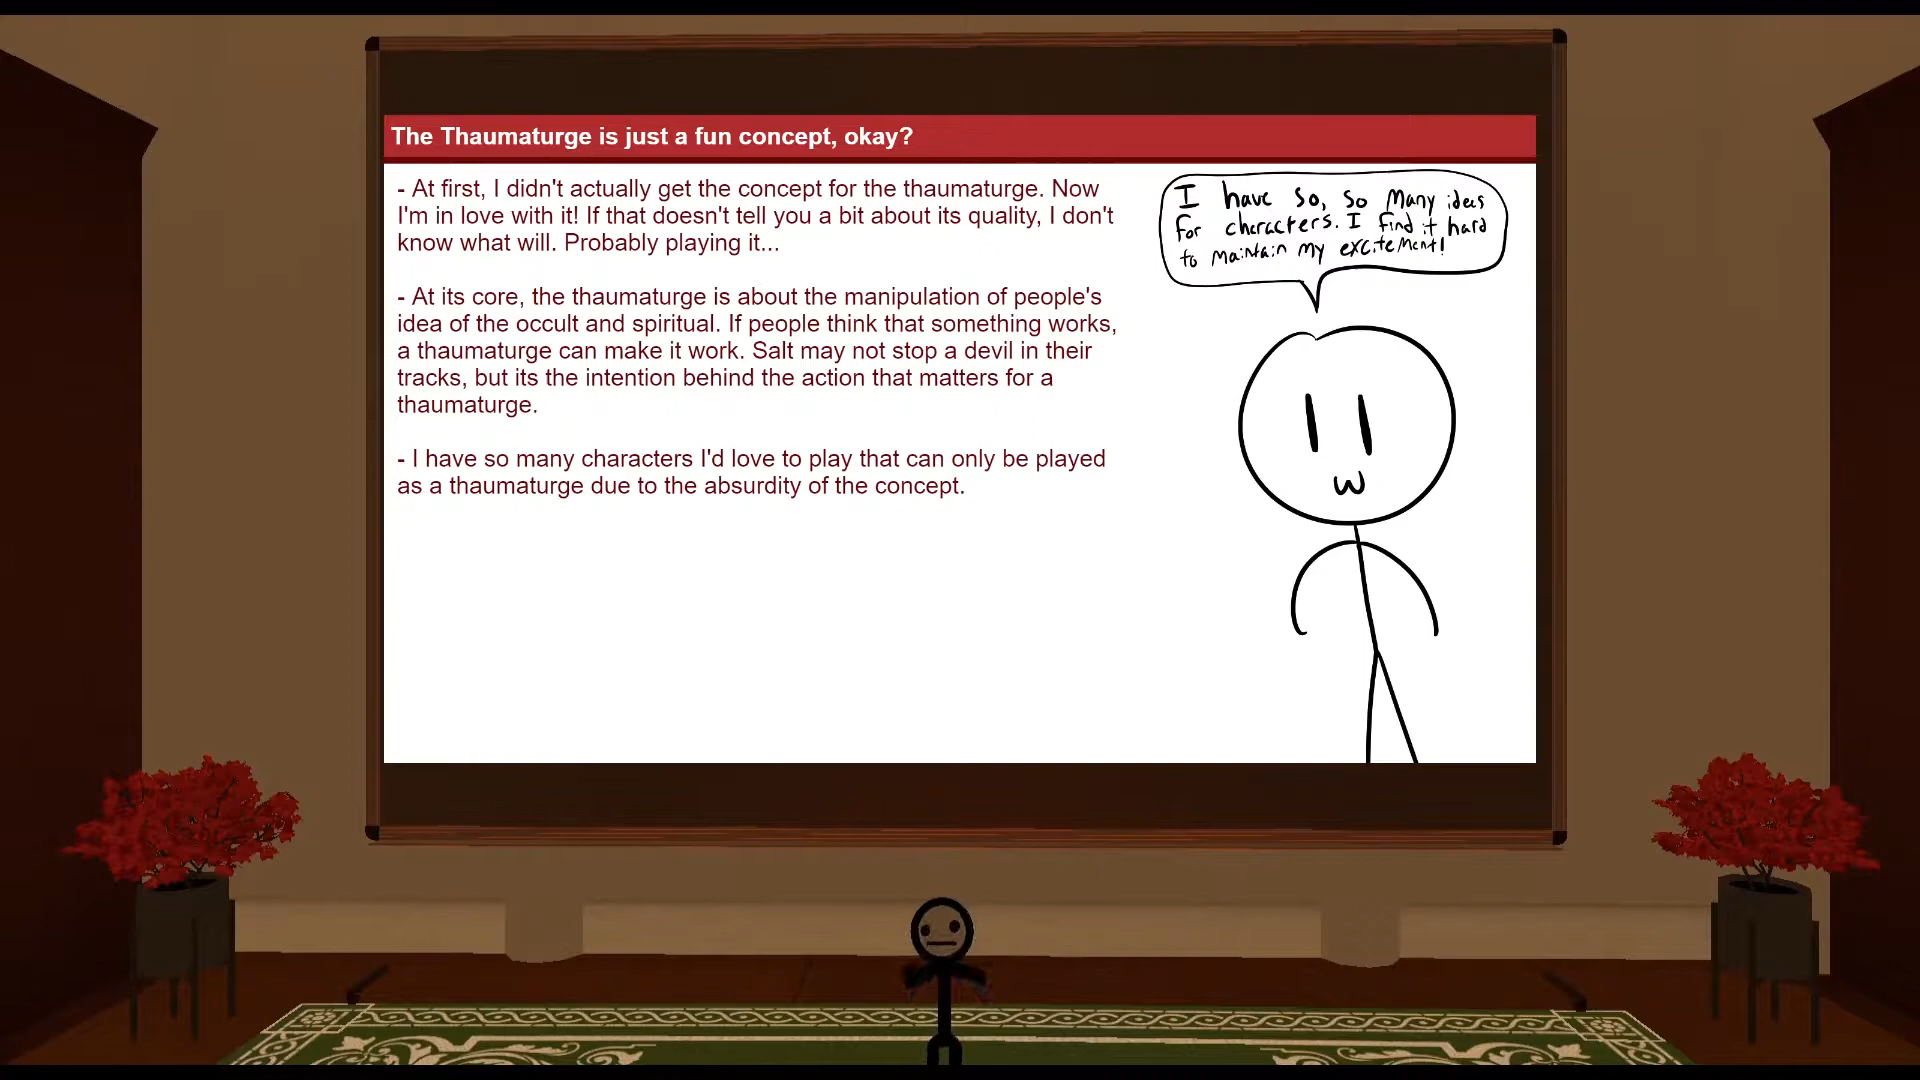 The Thaumaturge is just a fun concept, okay?
- At first, I didn't actually get the concept for the thaumaturge. Now
I'm in love with it! If that doesn't tell you a bit about its quality, I don't
know what will. Probably playing it...
- At its core, the thaumaturge is about the manipulation of people's
idea of the occult and spiritual. If people think that something works,
a thaumaturge can make it work. Salt may not stop a devil in their
tracks, but its the intention behind the action that matters for a
thaumaturge.
- I have so many characters I'd love to play that can only be played
as a thaumaturge due to the absurdity of the concept.
I have so, so many ideas
for characters. I find it hard
to maintain my excitement!